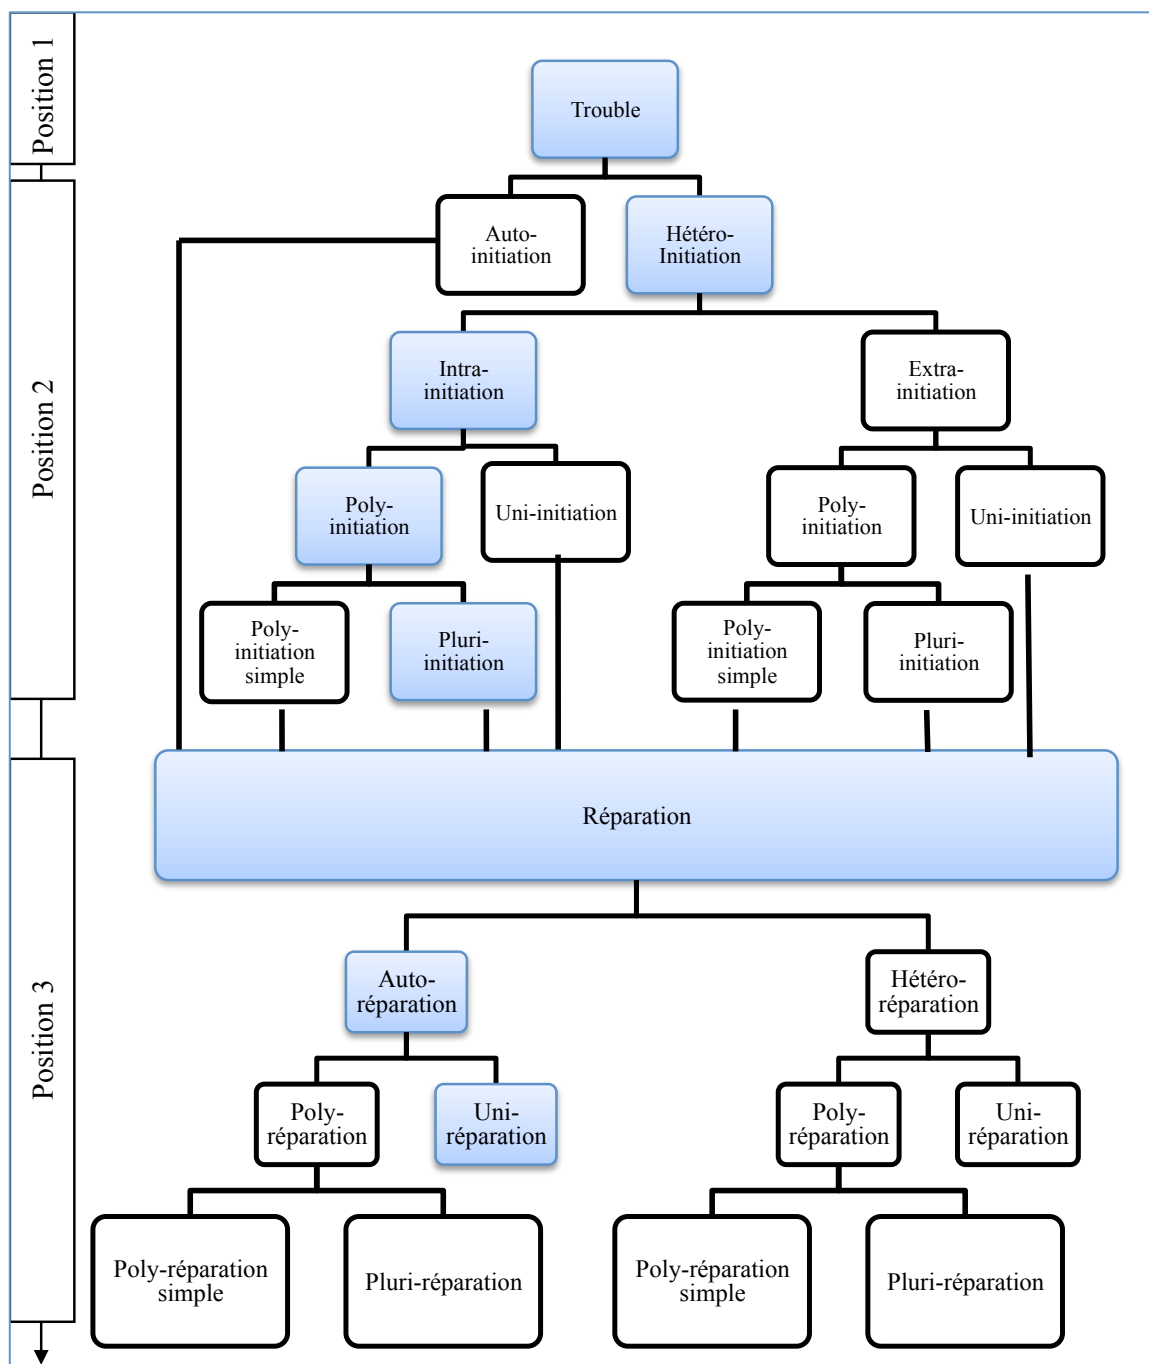 Position 1
Trouble
Position 2
Auto-
initiation
Hétéro-
Initiation
Intra-
initiation
Extra-
initiation
Poly-
initiation
Uni-initiation
Poly-
initiation
Uni-initiation
Poly-
initiation
simple
Pluri-
initiation
Poly-
initiation
simple
Pluri-
initiation
Position 3
Réparation
Auto-
réparation
Hétéro-
réparation
Poly-
réparation
Uni-
réparation
Poly-
réparation
Uni-
réparation
Poly-réparation
simple
Pluri-réparation
Poly-réparation
simple
Pluri-réparation